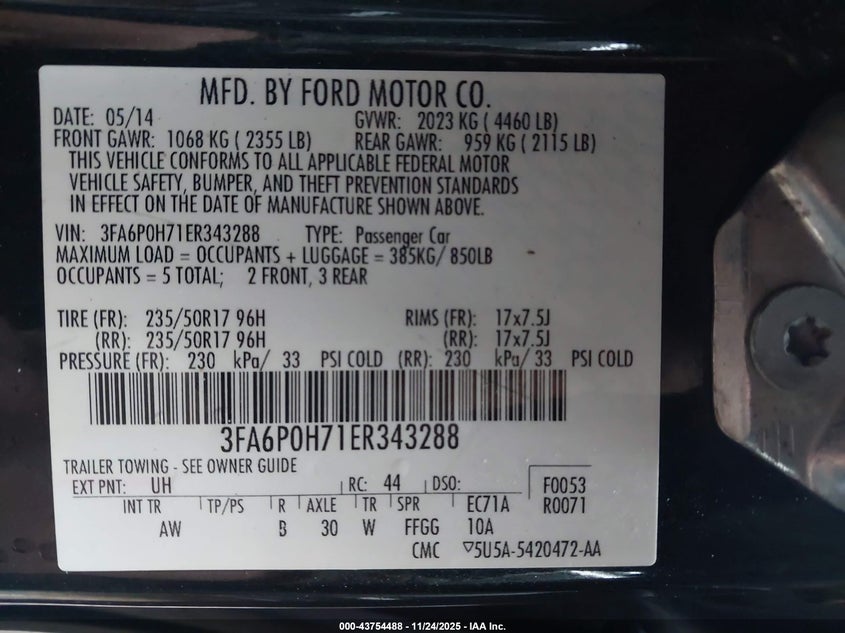 MFD. BY FORD MOTOR CO.
DATE: 05/14 GVWR: 2023 KG ( 4460 LB)
FRONT GAWR: 1068 KG ( 2355 LB) REAR GAWR: 959 KG ( 2115 LB)
THIS VEHICLE CONFORMS TO ALL APPLICABLE FEDERAL MOTOR
VEHICLE SAFETY, BUMPER, AND THEFT PREVENTION STANDARDS
IN EFFECT ON THE DATE OF MANUFACTURE SHOWN ABOVE.
VIN: 3FA6P0H71ER343288 TYPE: Passenger Car
MAXIMUM LOAD = OCCUPANTS + LUGGAGE = 385KG/ 850LB
OCCUPANTS = 5 TOTAL; 2 FRONT, 3 REAR
TIRE (FR): 235/50R17 96H RIMS (FR): 17x7.5J
(RR): 235/50R17 96H (RR): 17x7.5J
PRESSURE (FR): 230 kPa/ 33 PSI COLD (RR): 230 kPa/ 33 PSI COLD
3FA6P0H71ER343288
TRAILER TOWING - SEE OWNER GUIDE
EXT PNT: UH RC: 44 DSO: F0053
INT TR TP/PS R AXLE TR SPR EC71A R0071
AW B 30 W FFGG 10A
CMC ▽5U5A-5420472-AA
000-43754488 - 11/24/2025 - IAA Inc.